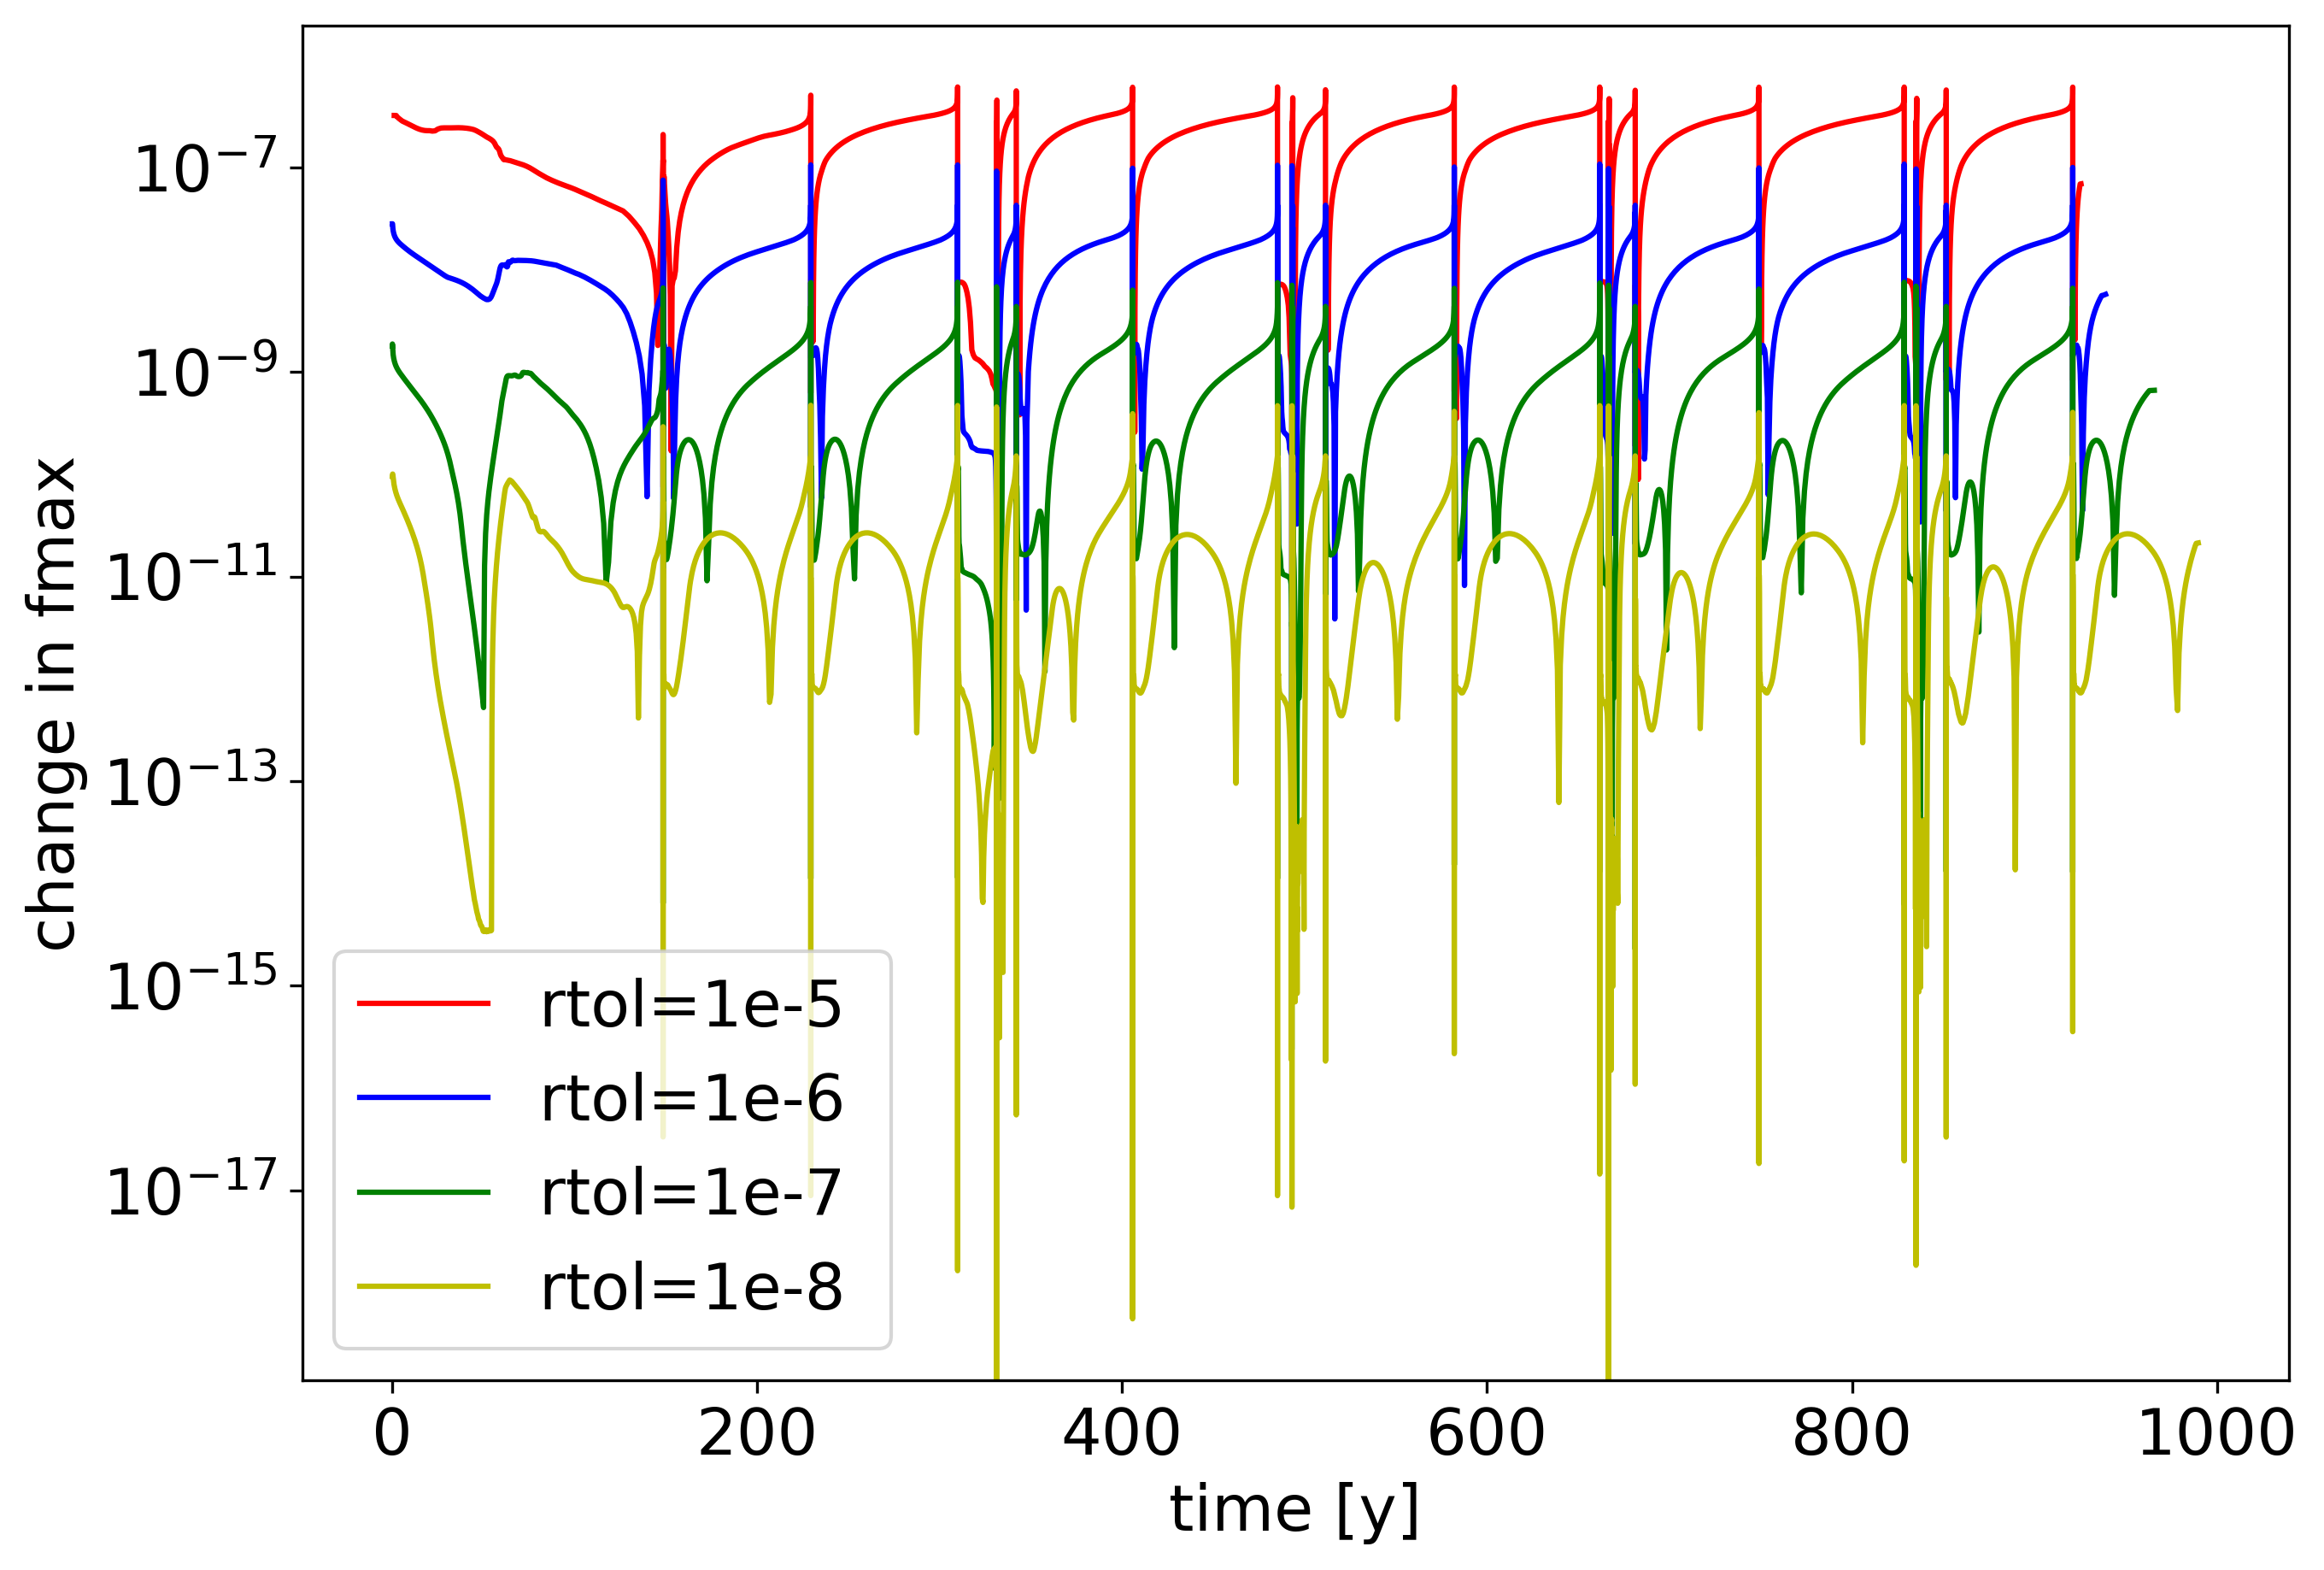 change in fmax
10⁻⁷
10⁻⁹
10⁻¹¹
10⁻¹³
10⁻¹⁵
10⁻¹⁷
rtol=1e-5
rtol=1e-6
rtol=1e-7
rtol=1e-8
0 200 400 600 800 1000
time [y]